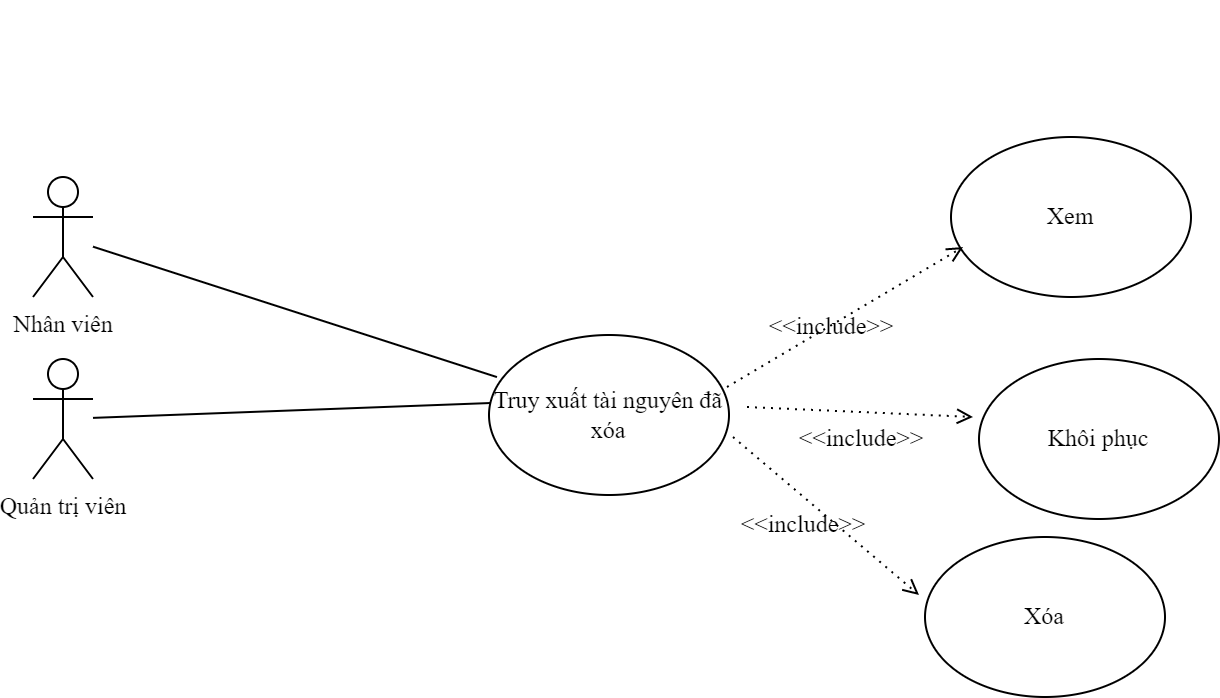 Xem
Nhân viên
<<include>>
Truy xuất tài nguyên đã
xóa
<<include>>
Khôi phục
Quản trị viên
<<include>>
Xóa